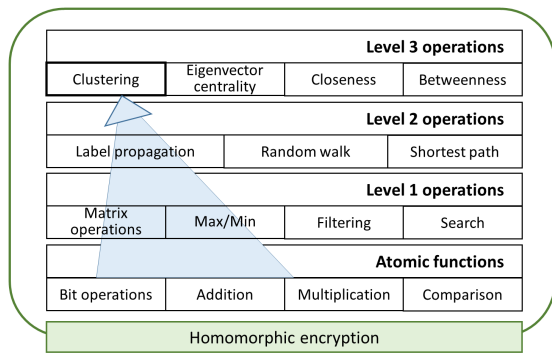 Level 3 operations
Clustering
Eigenvector
centrality
Closeness
Betweenness
Level 2 operations
Label propagation
Random walk
Shortest path
Level 1 operations
Matrix
operations
Max/Min
Filtering
Search
Atomic functions
Bit operations
Addition
Multiplication
Comparison
Homomorphic encryption